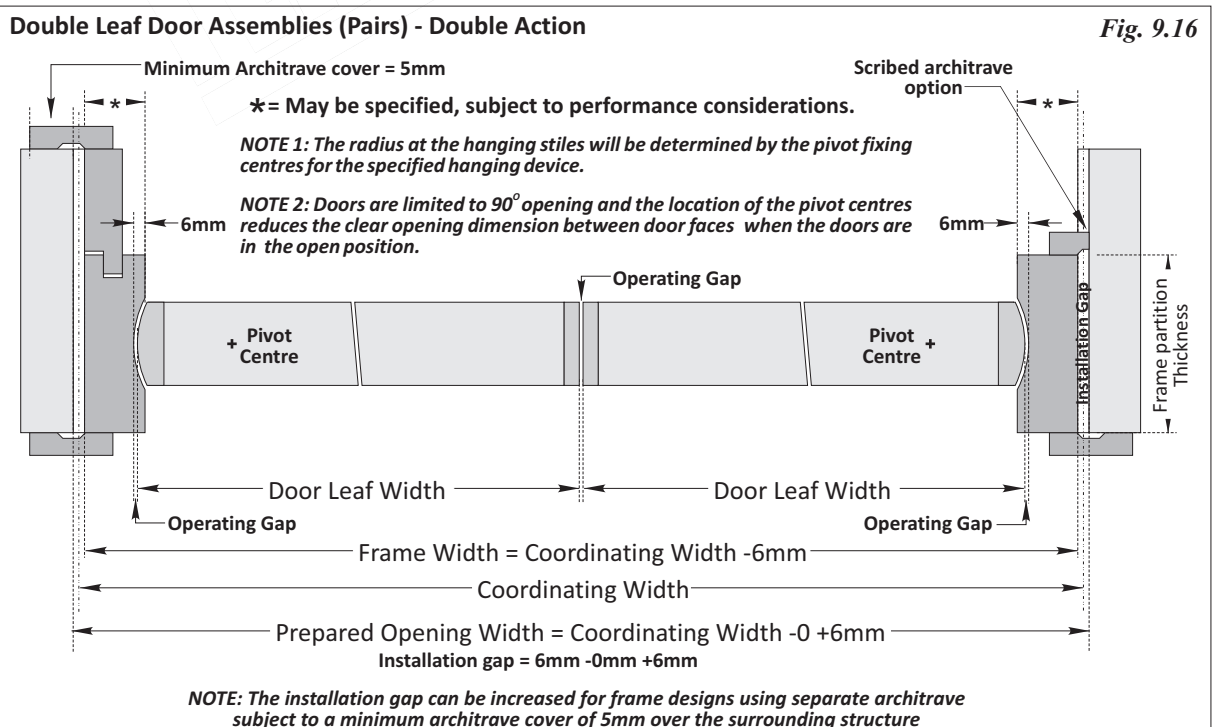 Double Leaf Door Assemblies (Pairs) - Double Action
Fig. 9.16
Minimum Architrave cover = 5mm
Scribed architrave
option
*
*
*= May be specified, subject to performance considerations.
NOTE 1: The radius at the hanging stiles will be determined by the pivot fixing
centres for the specified hanging device.
NOTE 2: Doors are limited to 90° opening and the location of the pivot centres
reduces the clear opening dimension between door faces when the doors are
in the open position.
6mm
6mm
Operating Gap
+ Pivot
Centre
Pivot +
Centre
Installation Gap
Frame partition
Thickness
Door Leaf Width
Door Leaf Width
Operating Gap
Operating Gap
Frame Width = Coordinating Width -6mm
Coordinating Width
Prepared Opening Width = Coordinating Width -0 +6mm
Installation gap = 6mm -0mm +6mm
NOTE: The installation gap can be increased for frame designs using separate architrave
subject to a minimum architrave cover of 5mm over the surrounding structure